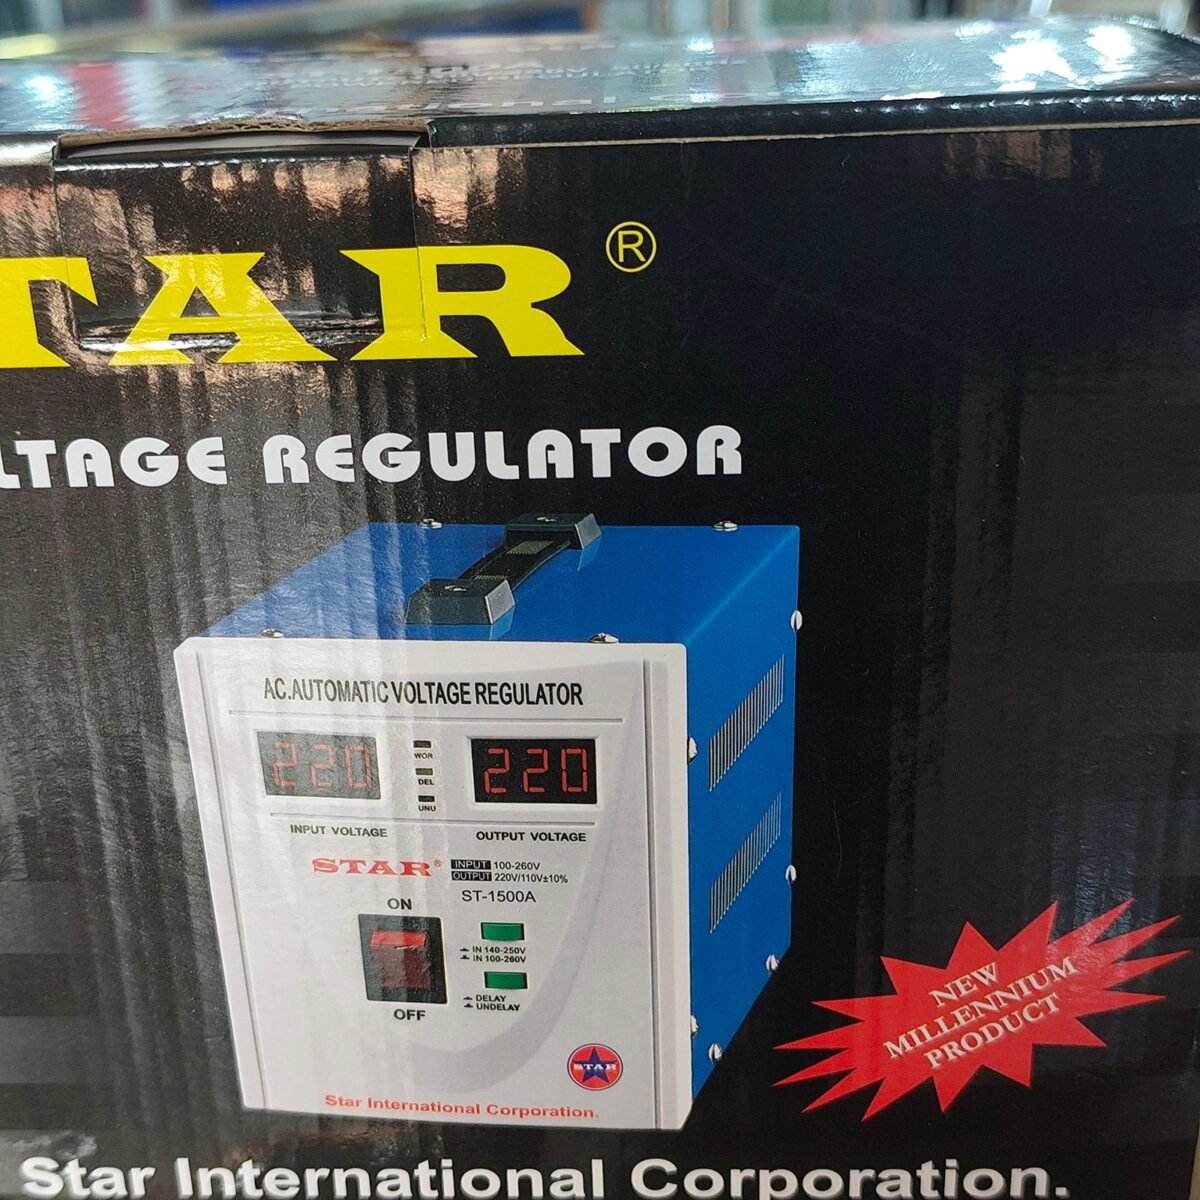 TAR®
LTAGE REGULATOR
AC.AUTOMATIC VOLTAGE REGULATOR
220
220
WOR
DEL
UNU
INPUT VOLTAGE
OUTPUT VOLTAGE
STAR®
INPUT 100-260V
OUTPUT 220V/110V±10%
ST-1500A
ON
OFF
IN 140-250V
IN 100-260V
DELAY
UNDELAY
STAR
Star International Corporation.
NEW
MILLENNIUM
PRODUCT
Star International Corporation.